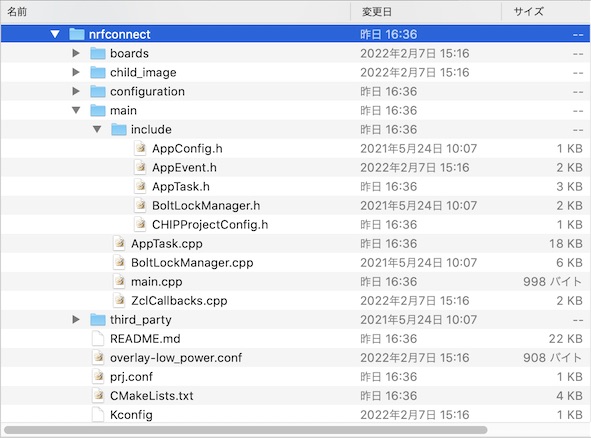 名前 変更日 サイズ
nrfconnect 昨日 16:36 --
boards 2022年2月7日 15:16 --
child_image 2022年2月7日 15:16 --
configuration 昨日 16:36 --
main 昨日 16:36 --
include 昨日 16:36 --
AppConfig.h 2021年5月24日 10:07 1 KB
AppEvent.h 2022年2月7日 15:16 2 KB
AppTask.h 昨日 16:36 3 KB
BoltLockManager.h 2021年5月24日 10:07 2 KB
CHIPProjectConfig.h 昨日 16:36 1 KB
AppTask.cpp 昨日 16:36 18 KB
BoltLockManager.cpp 2021年5月24日 10:07 6 KB
main.cpp 昨日 16:36 998 バイト
ZclCallbacks.cpp 2022年2月7日 15:16 2 KB
third_party 2021年5月24日 10:07 --
README.md 昨日 16:36 22 KB
overlay-low_power.conf 2022年2月7日 15:16 908 バイト
prj.conf 昨日 16:36 1 KB
CMakeLists.txt 昨日 16:36 4 KB
Kconfig 2022年2月7日 15:16 1 KB